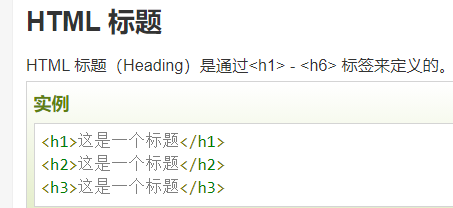 HTML 标题
HTML 标题（Heading）是通过<h1> - <h6> 标签来定义的。
实例
<h1>这是一个标题</h1>
<h2>这是一个标题</h2>
<h3>这是一个标题</h3>